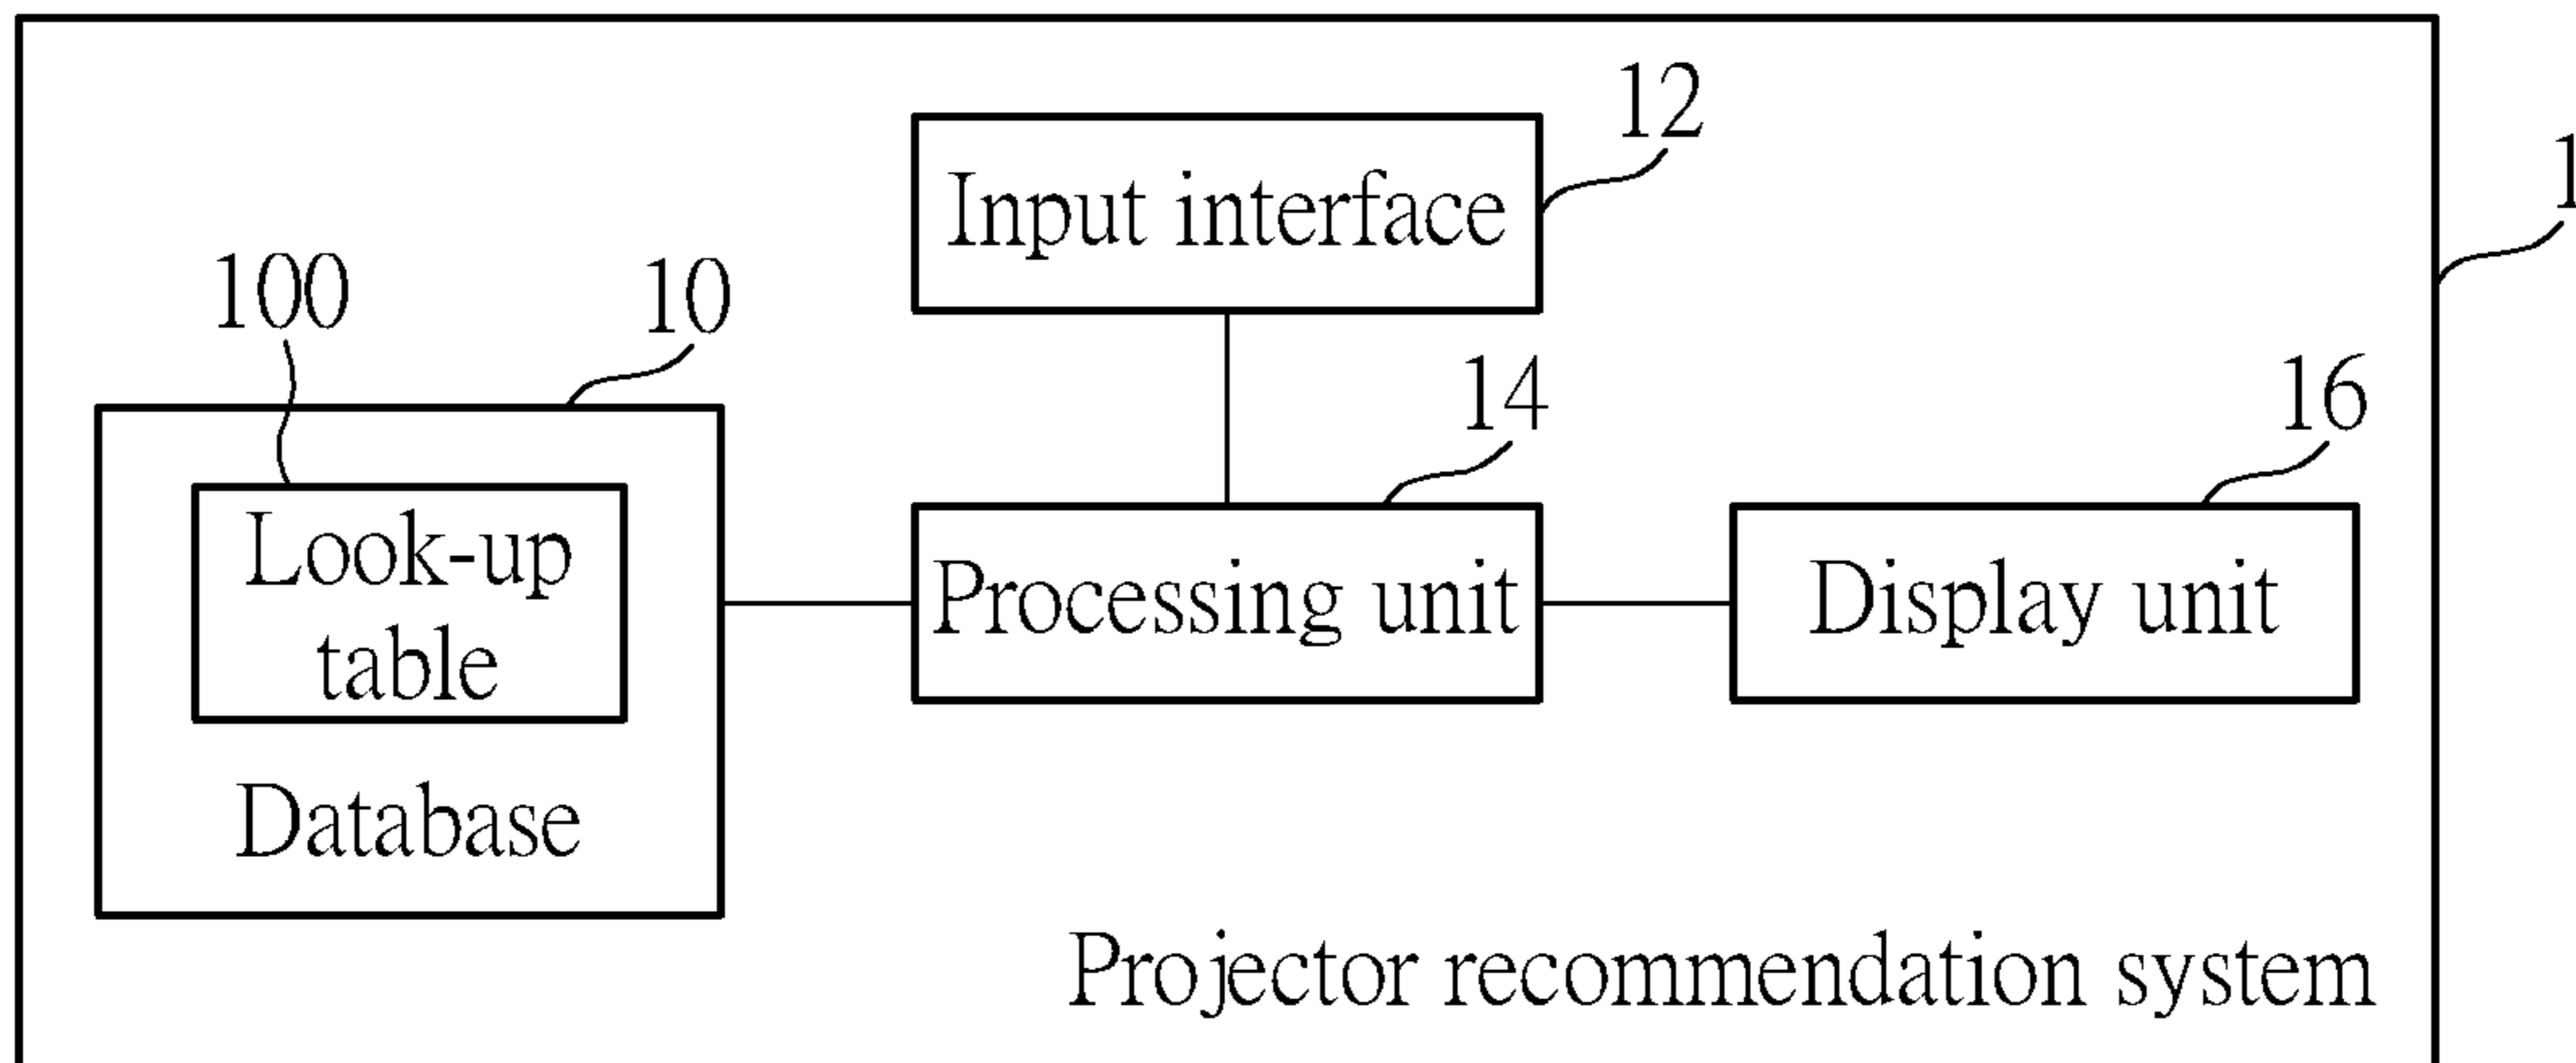 12
1
Input interface
100
10
14
16
Look-up
table
Processing unit
Display unit
Database
Projector recommendation system